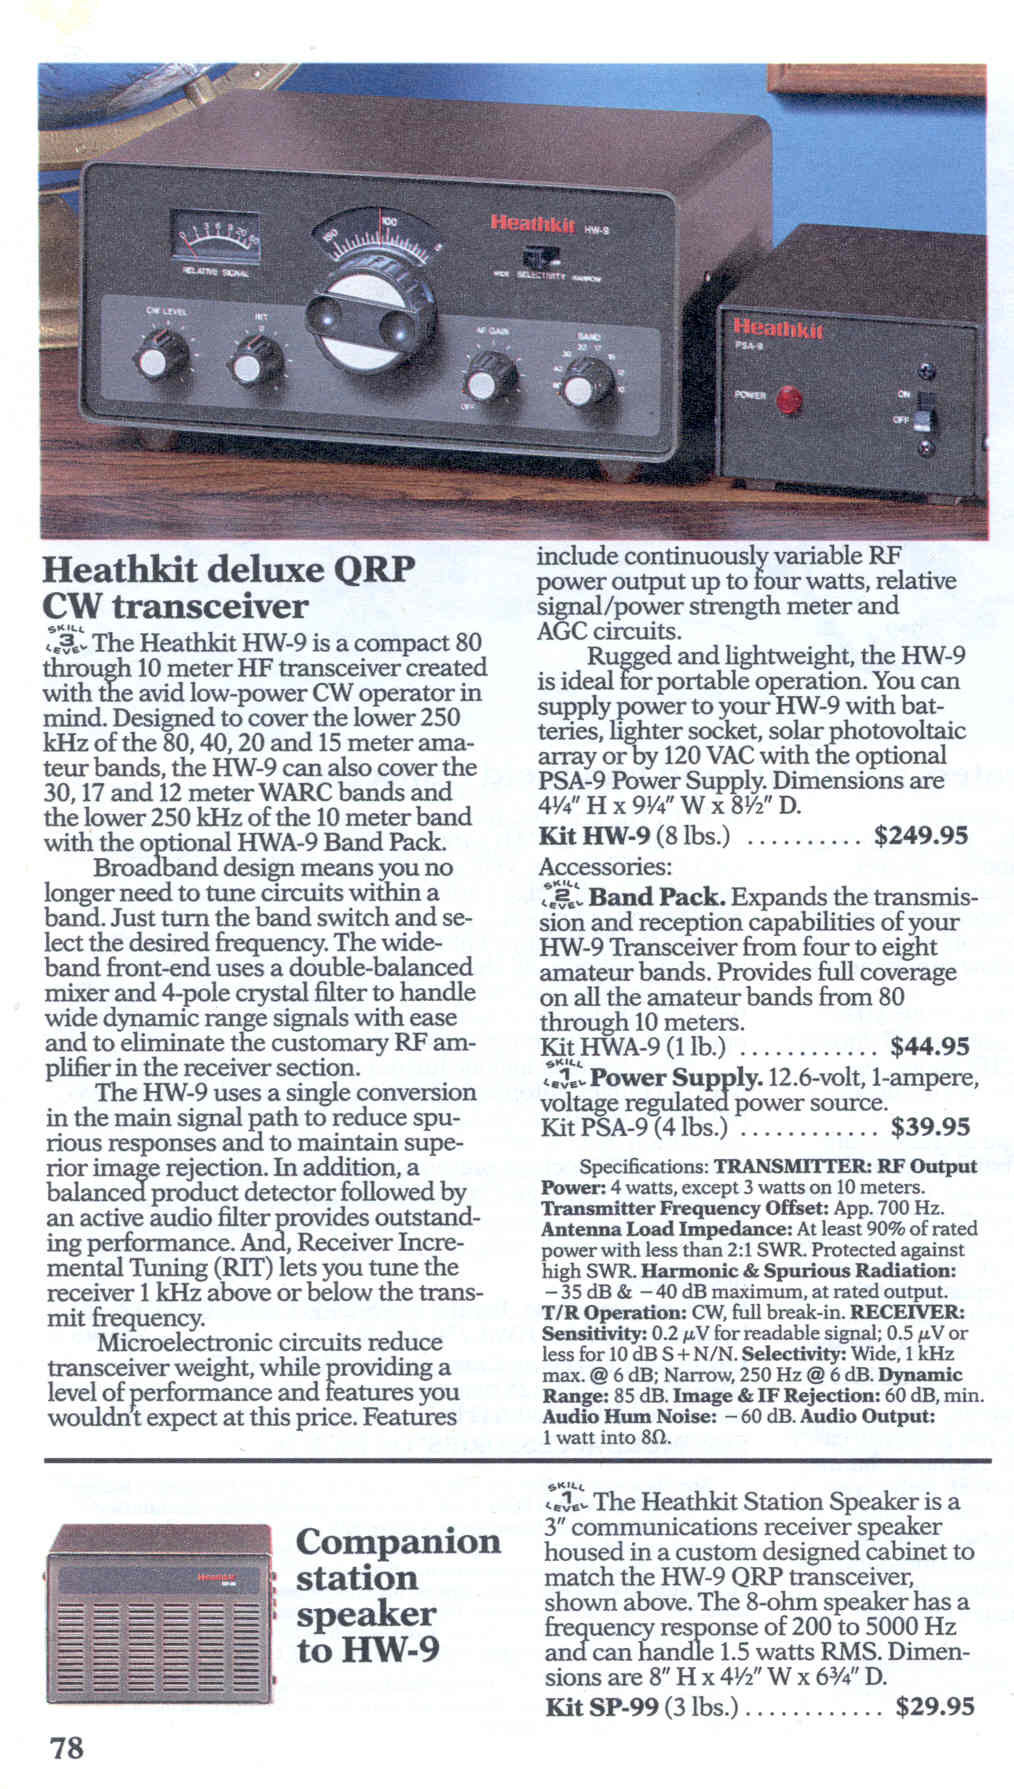 Heathkit HW-9
RELATIVE SIGNAL
WIDE SELECTIVITY NARROW
CW LEVEL
RIT
AF GAIN
OFF
BAND
Heathkit
PSA-9
POWER
ON
OFF
Heathkit deluxe QRP
CW transceiver
SKILL 3 LEVEL The Heathkit HW-9 is a compact 80
through 10 meter HF transceiver created
with the avid low-power CW operator in
mind. Designed to cover the lower 250
kHz of the 80, 40, 20 and 15 meter ama-
teur bands, the HW-9 can also cover the
30, 17 and 12 meter WARC bands and
the lower 250 kHz of the 10 meter band
with the optional HWA-9 Band Pack.
Broadband design means you no
longer need to tune circuits within a
band. Just turn the band switch and se-
lect the desired frequency. The wide-
band front-end uses a double-balanced
mixer and 4-pole crystal filter to handle
wide dynamic range signals with ease
and to eliminate the customary RF am-
plifier in the receiver section.
The HW-9 uses a single conversion
in the main signal path to reduce spu-
rious responses and to maintain supe-
rior image rejection. In addition, a
balanced product detector followed by
an active audio filter provides outstand-
ing performance. And, Receiver Incre-
mental Tuning (RIT) lets you tune the
receiver 1 kHz above or below the trans-
mit frequency.
Microelectronic circuits reduce
transceiver weight, while providing a
level of performance and features you
wouldn't expect at this price. Features
include continuously variable RF
power output up to four watts, relative
signal/power strength meter and
AGC circuits.
Rugged and lightweight, the HW-9
is ideal for portable operation. You can
supply power to your HW-9 with bat-
teries, lighter socket, solar photovoltaic
array or by 120 VAC with the optional
PSA-9 Power Supply. Dimensions are
4¼" H x 9¼" W x 8½" D.
Kit HW-9 (8 lbs.) .......... $249.95
Accessories:
SKILL 2 LEVEL Band Pack. Expands the transmis-
sion and reception capabilities of your
HW-9 Transceiver from four to eight
amateur bands. Provides full coverage
on all the amateur bands from 80
through 10 meters.
Kit HWA-9 (1 lb.) ............ $44.95
SKILL 1 LEVEL Power Supply. 12.6-volt, 1-ampere,
voltage regulated power source.
Kit PSA-9 (4 lbs.) ............ $39.95
Specifications: TRANSMITTER: RF Output
Power: 4 watts, except 3 watts on 10 meters.
Transmitter Frequency Offset: App. 700 Hz.
Antenna Load Impedance: At least 90% of rated
power with less than 2:1 SWR. Protected against
high SWR. Harmonic & Spurious Radiation:
−35 dB & −40 dB maximum, at rated output.
T/R Operation: CW, full break-in. RECEIVER:
Sensitivity: 0.2 μV for readable signal; 0.5 μV or
less for 10 dB S+N/N. Selectivity: Wide, 1 kHz
max. @ 6 dB; Narrow, 250 Hz @ 6 dB. Dynamic
Range: 85 dB. Image & IF Rejection: 60 dB, min.
Audio Hum Noise: −60 dB. Audio Output:
1 watt into 8Ω.
Heathkit
Companion
station
speaker
to HW-9
SKILL 1 LEVEL The Heathkit Station Speaker is a
3" communications receiver speaker
housed in a custom designed cabinet to
match the HW-9 QRP transceiver,
shown above. The 8-ohm speaker has a
frequency response of 200 to 5000 Hz
and can handle 1.5 watts RMS. Dimen-
sions are 8" H x 4½" W x 6¾" D.
Kit SP-99 (3 lbs.) ............ $29.95
78